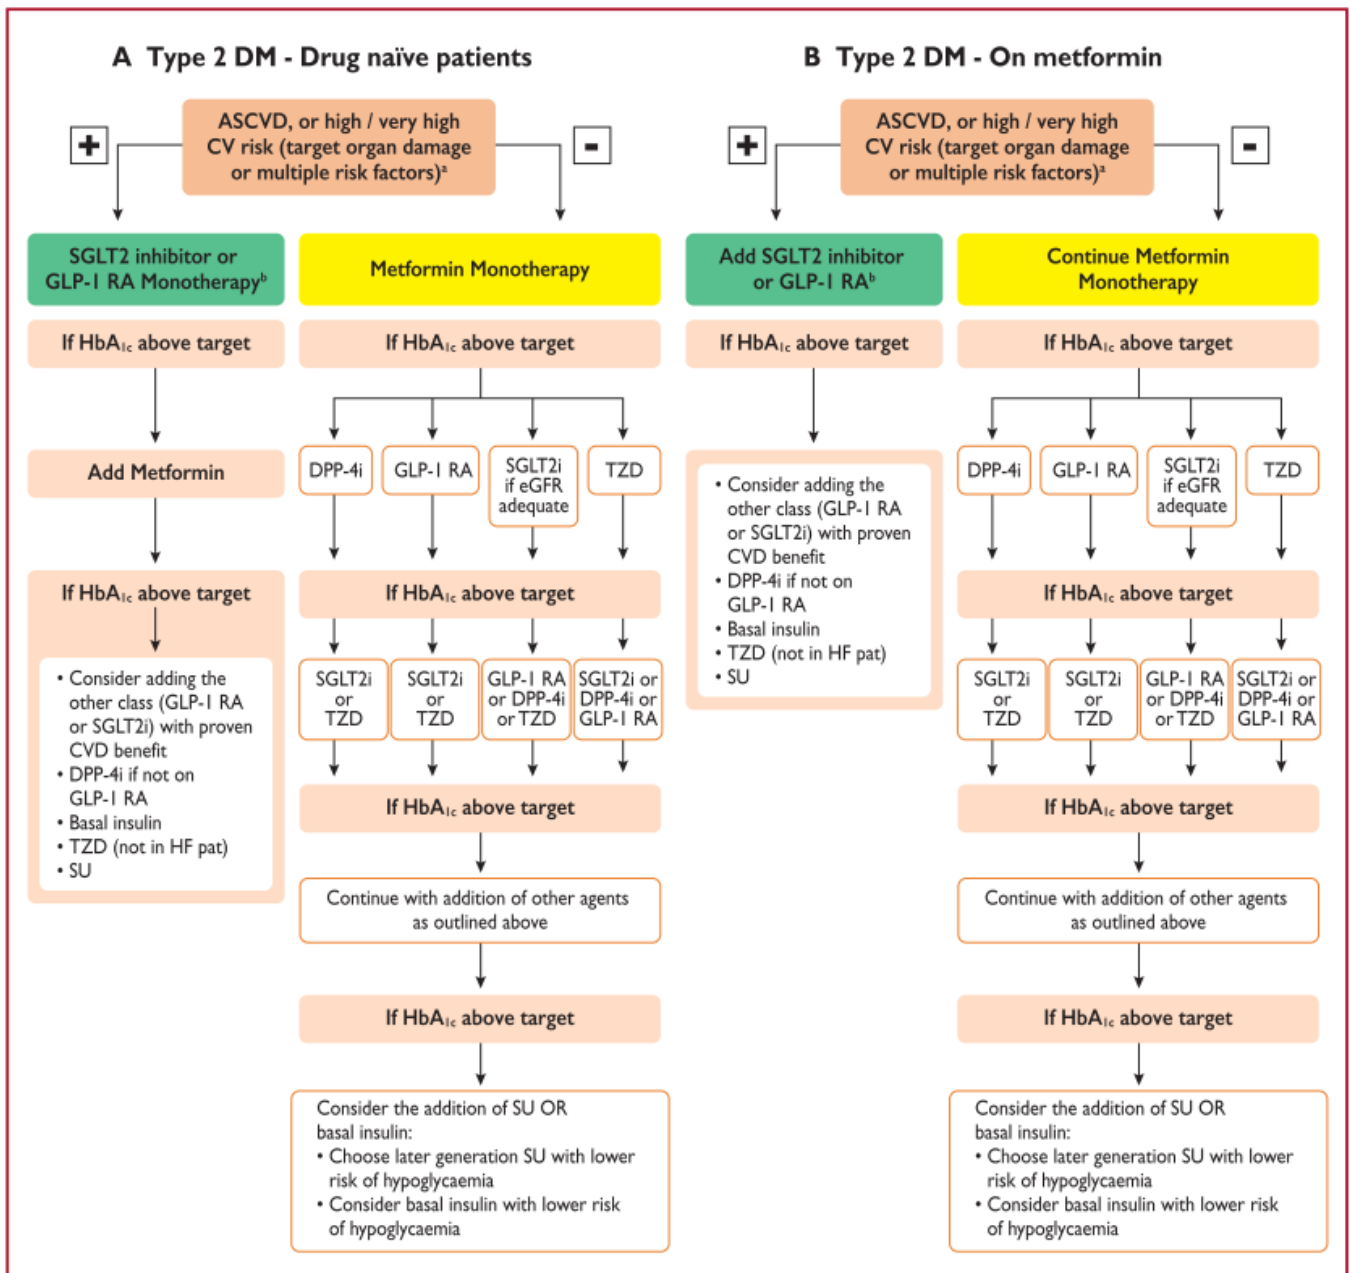 A Type 2 DM - Drug naïve patients
+
ASCVD, or high / very high
CV risk (target organ damage
or multiple risk factors)ᵃ
-
SGLT2 inhibitor or
GLP-1 RA Monotherapyᵇ
Metformin Monotherapy
If HbA₁c above target
If HbA₁c above target
Add Metformin
DPP-4i
GLP-1 RA
SGLT2i
if eGFR
adequate
TZD
If HbA₁c above target
If HbA₁c above target
• Consider adding the
other class (GLP-1 RA
or SGLT2i) with proven
CVD benefit
• DPP-4i if not on
GLP-1 RA
• Basal insulin
• TZD (not in HF pat)
• SU
SGLT2i
or
TZD
SGLT2i
or
TZD
GLP-1 RA
or DPP-4i
or TZD
SGLT2i or
DPP-4i or
GLP-1 RA
If HbA₁c above target
Continue with addition of other agents
as outlined above
If HbA₁c above target
Consider the addition of SU OR
basal insulin:
• Choose later generation SU with lower
risk of hypoglycaemia
• Consider basal insulin with lower risk
of hypoglycaemia
B Type 2 DM - On metformin
+
ASCVD, or high / very high
CV risk (target organ damage
or multiple risk factors)ᵃ
-
Add SGLT2 inhibitor
or GLP-1 RAᵇ
Continue Metformin
Monotherapy
If HbA₁c above target
If HbA₁c above target
• Consider adding the
other class (GLP-1 RA
or SGLT2i) with proven
CVD benefit
• DPP-4i if not on
GLP-1 RA
• Basal insulin
• TZD (not in HF pat)
• SU
DPP-4i
GLP-1 RA
SGLT2i
if eGFR
adequate
TZD
If HbA₁c above target
SGLT2i
or
TZD
SGLT2i
or
TZD
GLP-1 RA
or DPP-4i
or TZD
SGLT2i or
DPP-4i or
GLP-1 RA
If HbA₁c above target
Continue with addition of other agents
as outlined above
If HbA₁c above target
Consider the addition of SU OR
basal insulin:
• Choose later generation SU with lower
risk of hypoglycaemia
• Consider basal insulin with lower risk
of hypoglycaemia